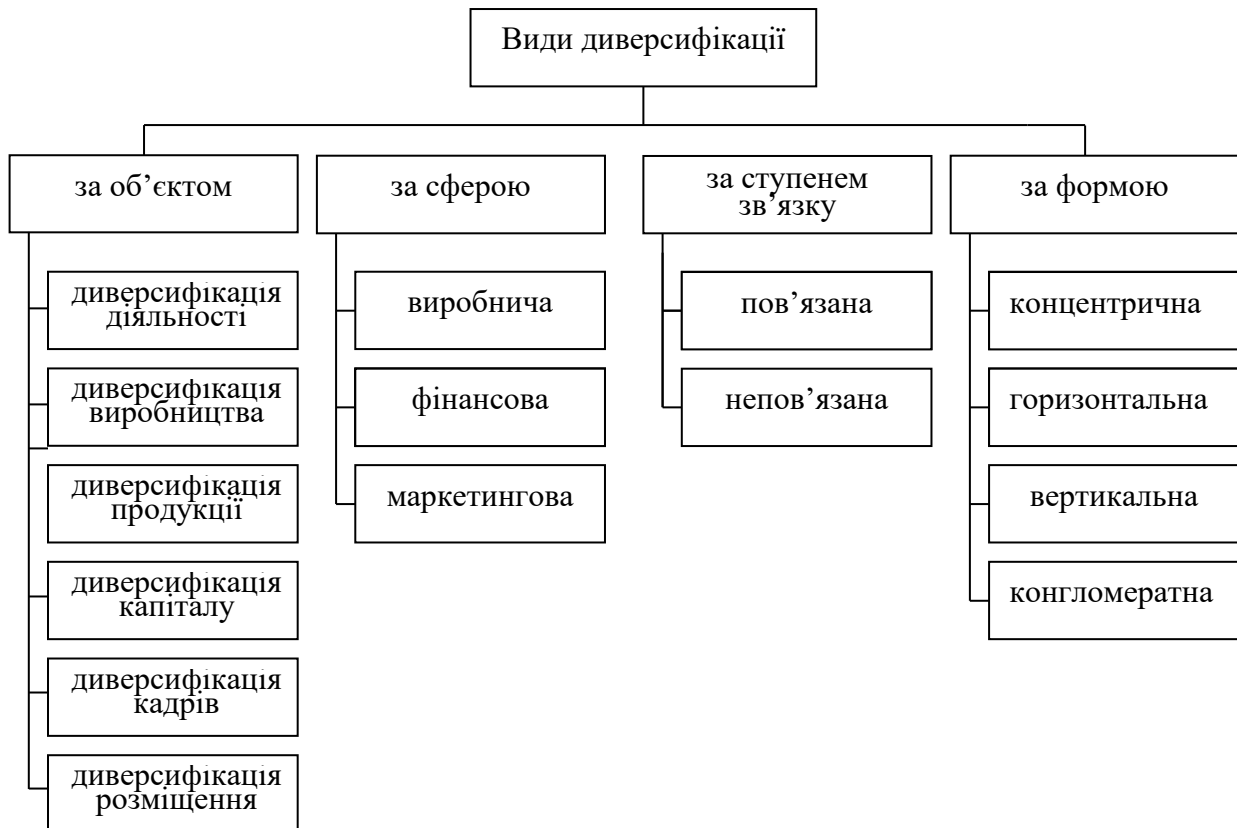 Види диверсифікації
за об’єктом
за сферою
за ступенем
зв’язку
за формою
диверсифікація
діяльності
диверсифікація
виробництва
диверсифікація
продукції
диверсифікація
капіталу
диверсифікація
кадрів
диверсифікація
розміщення
виробнича
фінансова
маркетингова
пов’язана
непов’язана
концентрична
горизонтальна
вертикальна
конгломератна